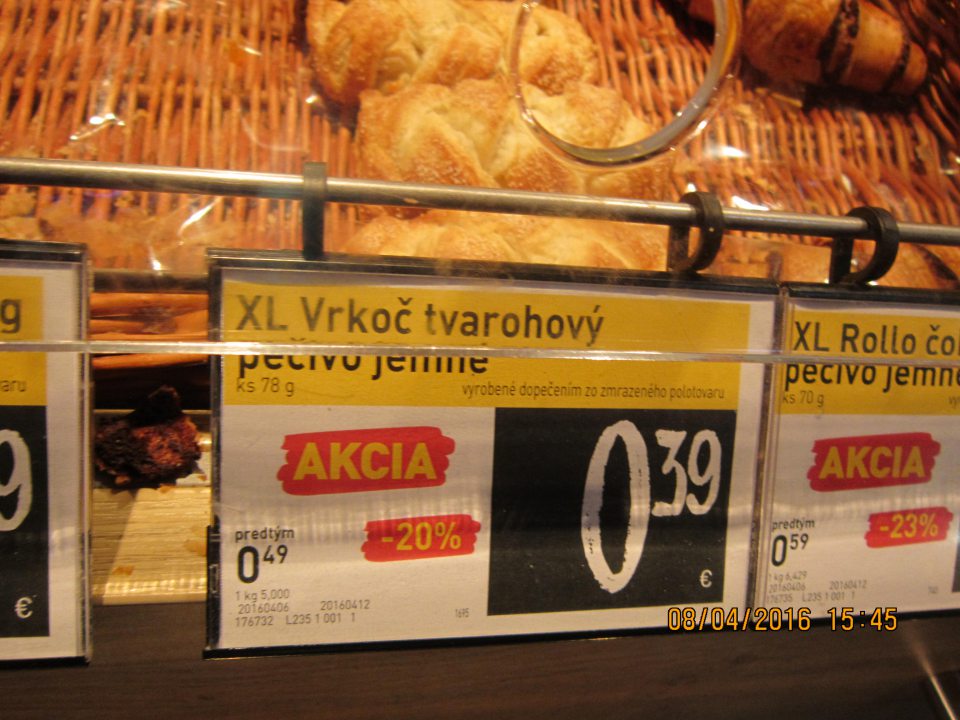 g
XL Vrkoč tvarohový
pečivo jemné
ks 78 g
vyrobené dopečením zo zmrazeného polotovaru
AKCIA
-20%
predtým
0 49
0 39
€
1 kg 5,000
20160406 20160412
176732 L235 1 001 1
1695
varu
9
€
XL Rollo čo
pečivo jemné
ks 70 g
AKCIA
-23%
predtým
0 59
1 kg 6,429
20160406 20160412
176735 L235 1 001 1
08/04/2016 15:45